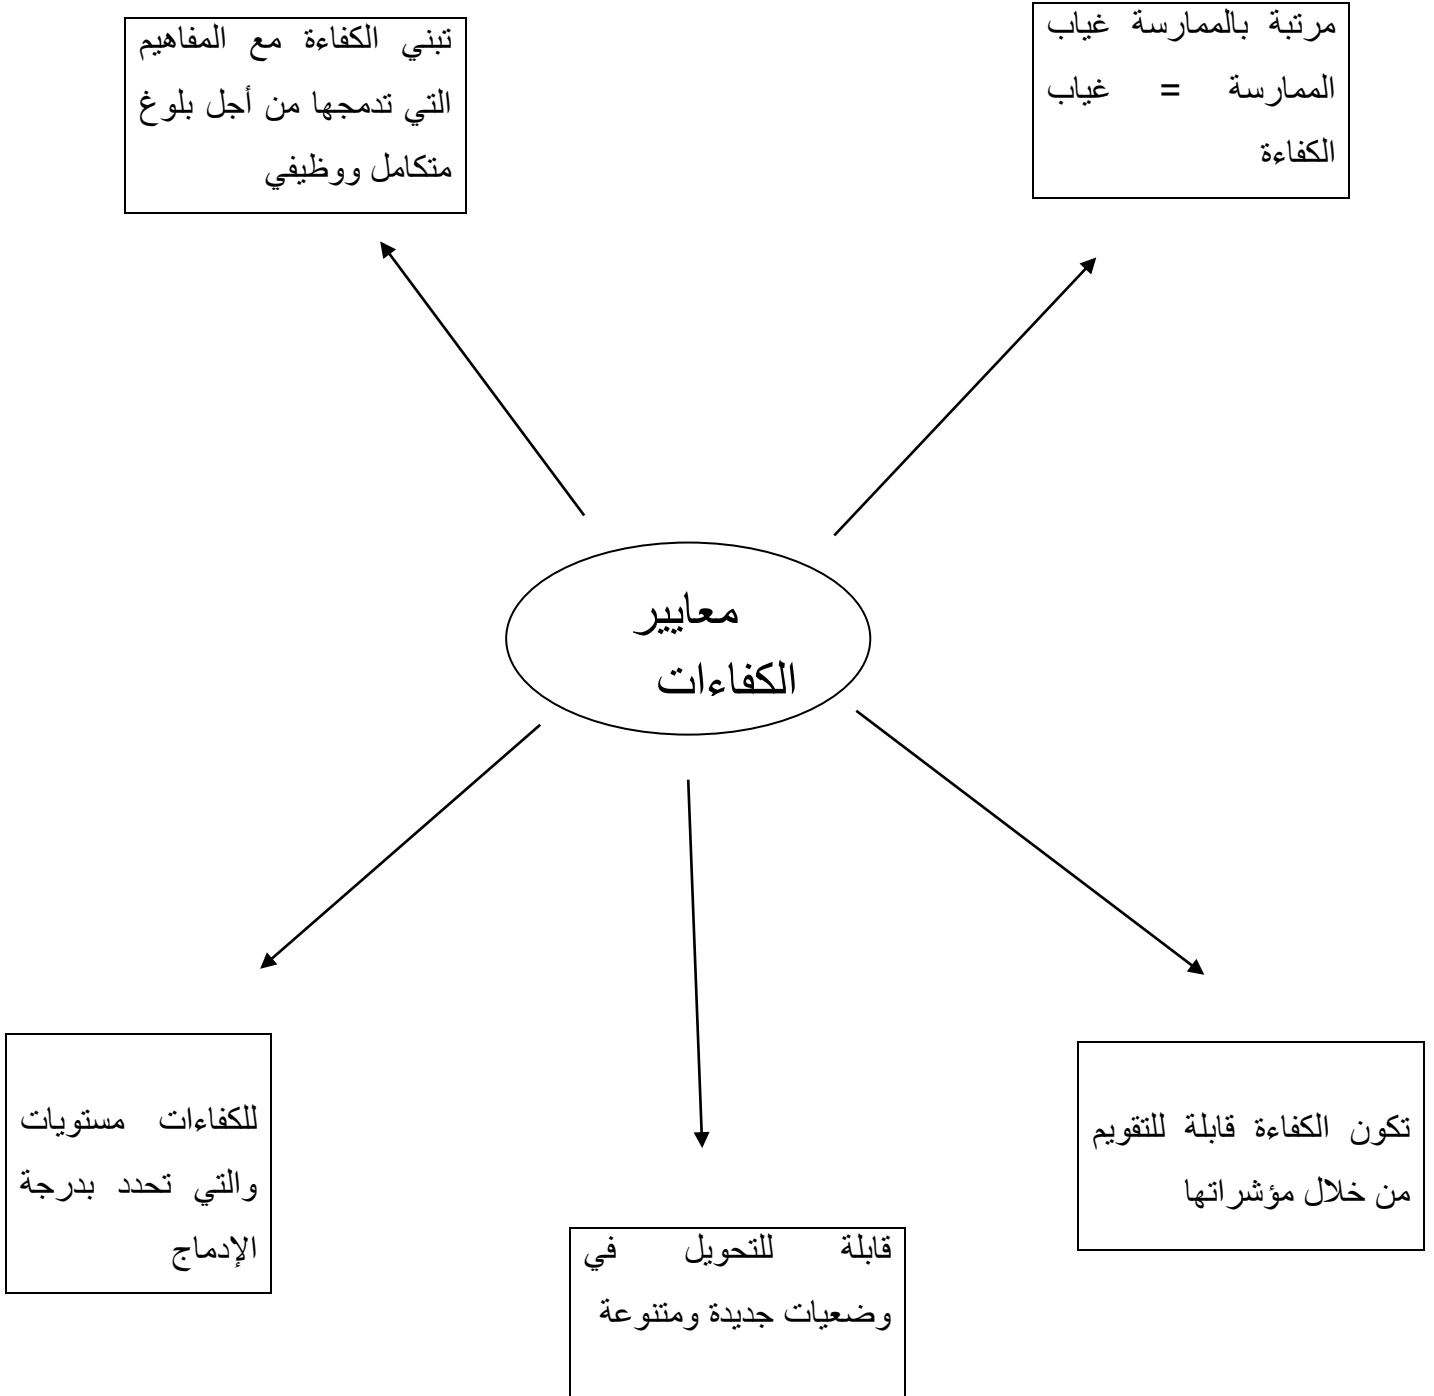 مرتبة بالممارسة غياب
الممارسة = غياب
الكفاءة
تبني الكفاءة مع المفاهيم
التي تدمجها من أجل بلوغ
متكامل ووظيفي
معايير
الكفاءات
تكون الكفاءة قابلة للتقويم
من خلال مؤشراتها
قابلة للتحويل في
وضعيات جديدة ومتنوعة
للكفاءات مستويات
والتي تحدد بدرجة
الإدماج